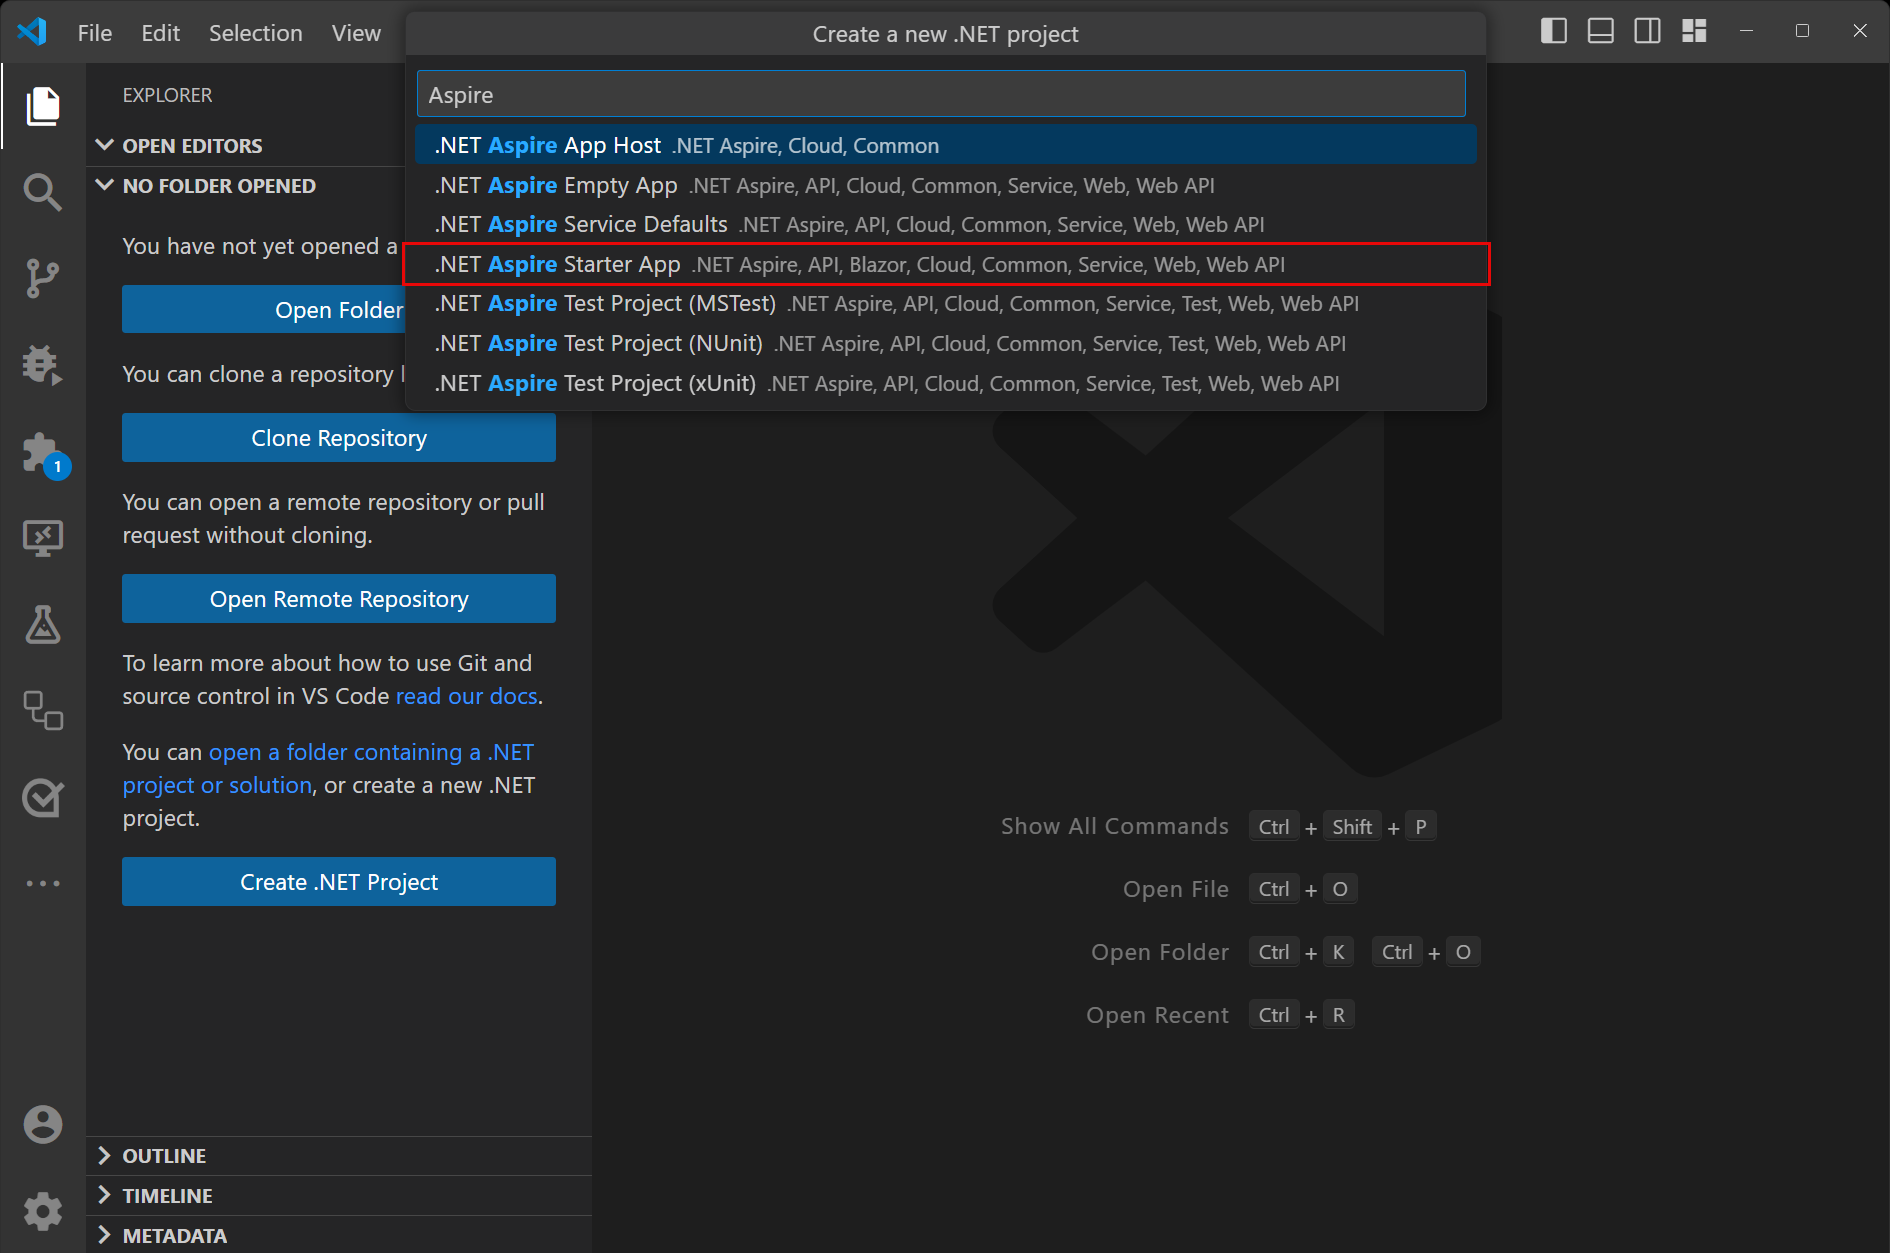 File Edit Selection View
Create a new .NET project
Aspire
.NET Aspire App Host .NET Aspire, Cloud, Common
.NET Aspire Empty App .NET Aspire, API, Cloud, Common, Service, Web, Web API
.NET Aspire Service Defaults .NET Aspire, API, Cloud, Common, Service, Web, Web API
.NET Aspire Starter App .NET Aspire, API, Blazor, Cloud, Common, Service, Web, Web API
.NET Aspire Test Project (MSTest) .NET Aspire, API, Cloud, Common, Service, Test, Web, Web API
.NET Aspire Test Project (NUnit) .NET Aspire, API, Cloud, Common, Service, Test, Web, Web API
.NET Aspire Test Project (xUnit) .NET Aspire, API, Cloud, Common, Service, Test, Web, Web API
EXPLORER
OPEN EDITORS
NO FOLDER OPENED
You have not yet opened a
Open Folder
You can clone a repository
Clone Repository
You can open a remote repository or pull
request without cloning.
Open Remote Repository
To learn more about how to use Git and
source control in VS Code read our docs.
You can open a folder containing a .NET
project or solution, or create a new .NET
project.
Create .NET Project
1
OUTLINE
TIMELINE
METADATA
Show All Commands Ctrl + Shift + P
Open File Ctrl + O
Open Folder Ctrl + K Ctrl + O
Open Recent Ctrl + R